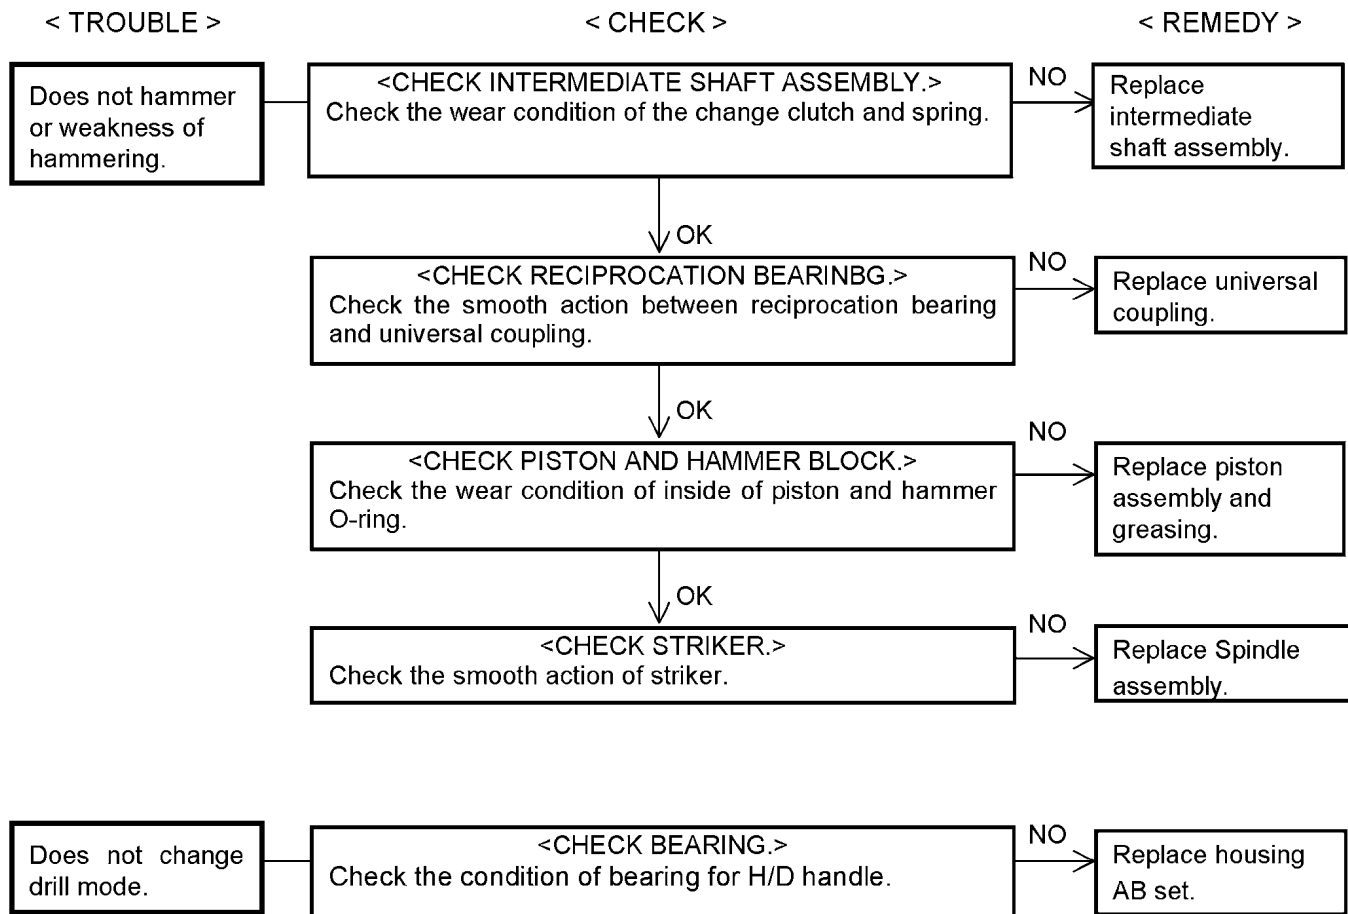 < TROUBLE >
< CHECK >
< REMEDY >
Does not hammer
or weakness of
hammering.
<CHECK INTERMEDIATE SHAFT ASSEMBLY.>
Check the wear condition of the change clutch and spring.
NO
Replace
intermediate
shaft assembly.
OK
<CHECK RECIPROCATION BEARINBG.>
Check the smooth action between reciprocation bearing
and universal coupling.
NO
Replace universal
coupling.
OK
<CHECK PISTON AND HAMMER BLOCK.>
Check the wear condition of inside of piston and hammer
O-ring.
NO
Replace piston
assembly and
greasing.
OK
<CHECK STRIKER.>
Check the smooth action of striker.
NO
Replace Spindle
assembly.
Does not change
drill mode.
<CHECK BEARING.>
Check the condition of bearing for H/D handle.
NO
Replace housing
AB set.